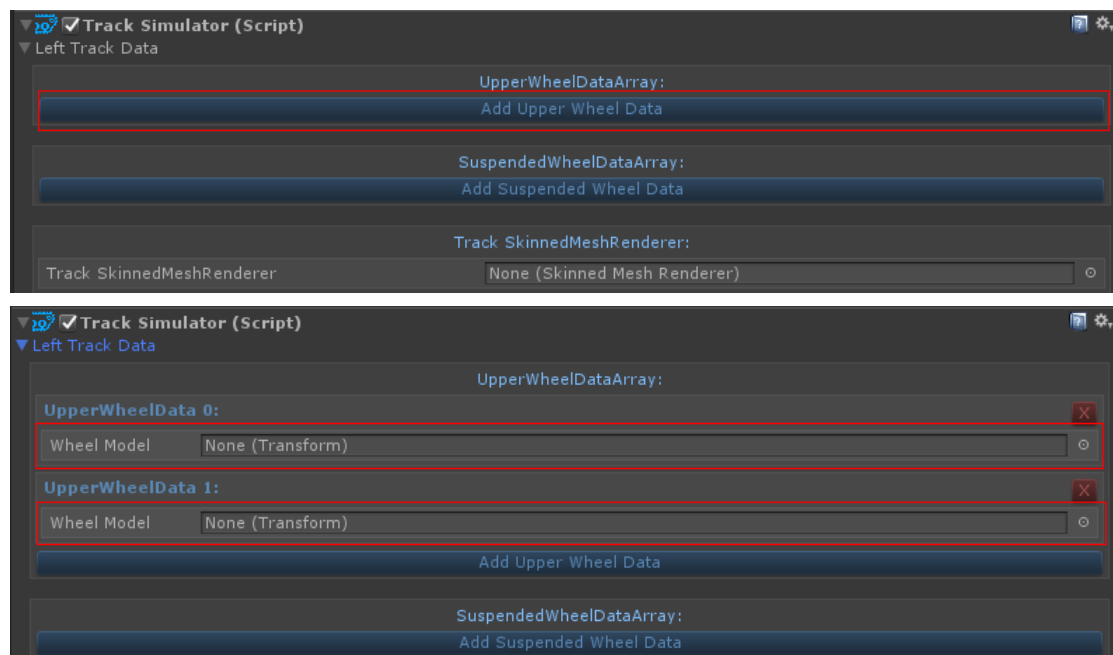 Track Simulator (Script)
Left Track Data
UpperWheelDataArray:
Add Upper Wheel Data
SuspendedWheelDataArray:
Add Suspended Wheel Data
Track SkinnedMeshRenderer:
Track SkinnedMeshRenderer None (Skinned Mesh Renderer)
Track Simulator (Script)
Left Track Data
UpperWheelDataArray:
UpperWheelData 0: X
Wheel Model None (Transform)
UpperWheelData 1: X
Wheel Model None (Transform)
Add Upper Wheel Data
SuspendedWheelDataArray:
Add Suspended Wheel Data